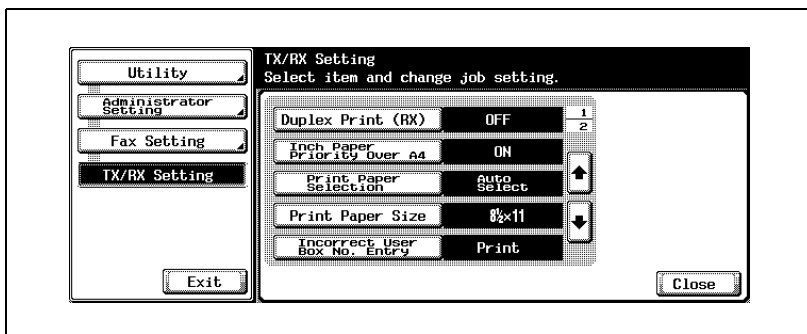 Utility
Administrator
Setting
Fax Setting
TX/RX Setting
Exit
TX/RX Setting
Select item and change job setting.
Duplex Print (RX) OFF
Inch Paper
Priority Over A4 ON
Print Paper
Selection
Auto
Select
Print Paper Size 8½×11
Incorrect User
Box No. Entry Print
1
2
Close